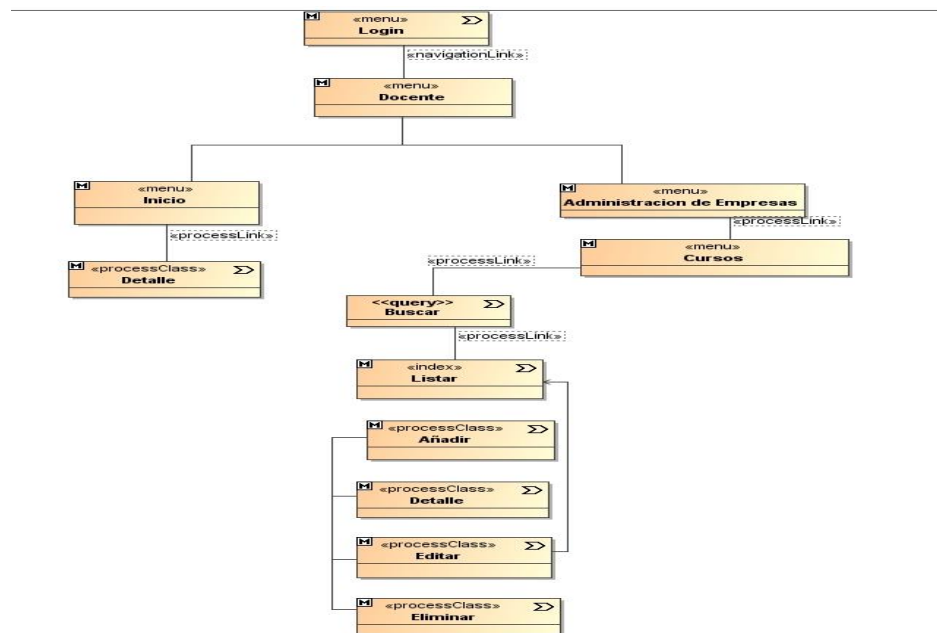 «menu»
Login
«navigationLink»
«menu»
Docente
«menu»
Inicio
«processLink»
«processClass»
Detalle
«menu»
Administracion de Empresas
«processLink»
«menu»
Cursos
«processLink»
<<query>>
Buscar
«processLink»
«index»
Listar
«processClass»
Añadir
«processClass»
Detalle
«processClass»
Editar
«processClass»
Eliminar